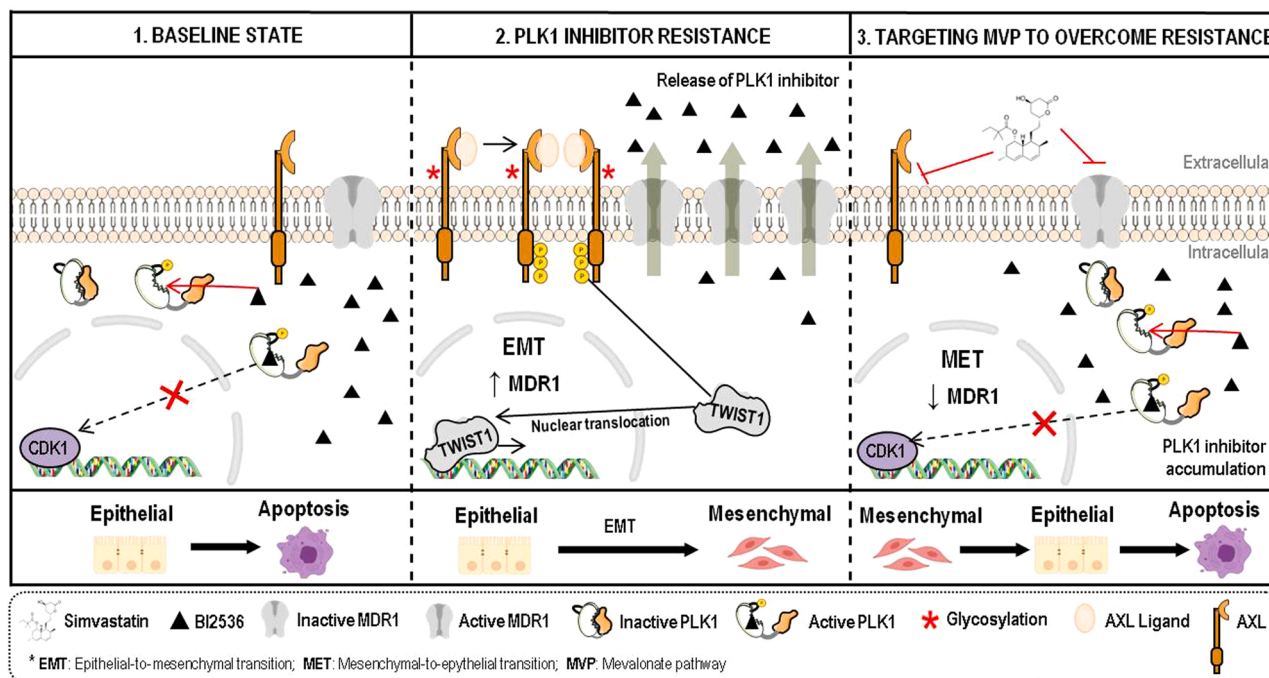 1. BASELINE STATE
2. PLK1 INHIBITOR RESISTANCE
3. TARGETING MVP TO OVERCOME RESISTANCE
Release of PLK1 inhibitor
Extracellular
Intracellular
P
P
CDK1
*
*
*
P
P
P
P
P
P
EMT
↑ MDR1
TWIST1
Nuclear translocation
TWIST1
P
MET
↓ MDR1
P
CDK1
PLK1 inhibitor
accumulation
Epithelial
Apoptosis
Epithelial
EMT
Mesenchymal
Mesenchymal
Epithelial
Apoptosis
Simvastatin
BI2536
Inactive MDR1
Active MDR1
Inactive PLK1
P
Active PLK1
* Glycosylation
AXL Ligand
AXL
* EMT: Epithelial-to-mesenchymal transition; MET: Mesenchymal-to-epythelial transition; MVP: Mevalonate pathway